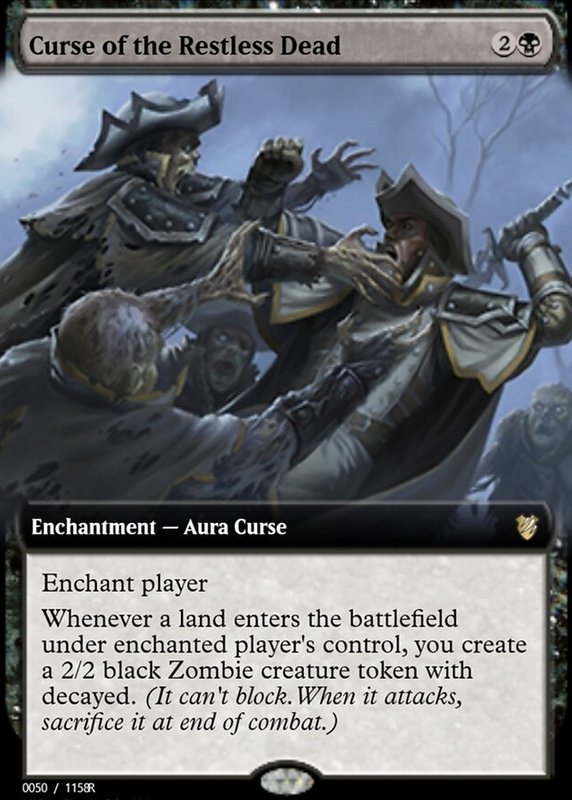 Curse of the Restless Dead 2
Enchantment — Aura Curse
Enchant player
Whenever a land enters the battlefield
under enchanted player's control, you create
a 2/2 black Zombie creature token with
decayed. (It can't block. When it attacks,
sacrifice it at end of combat.)
0050 / 1158R